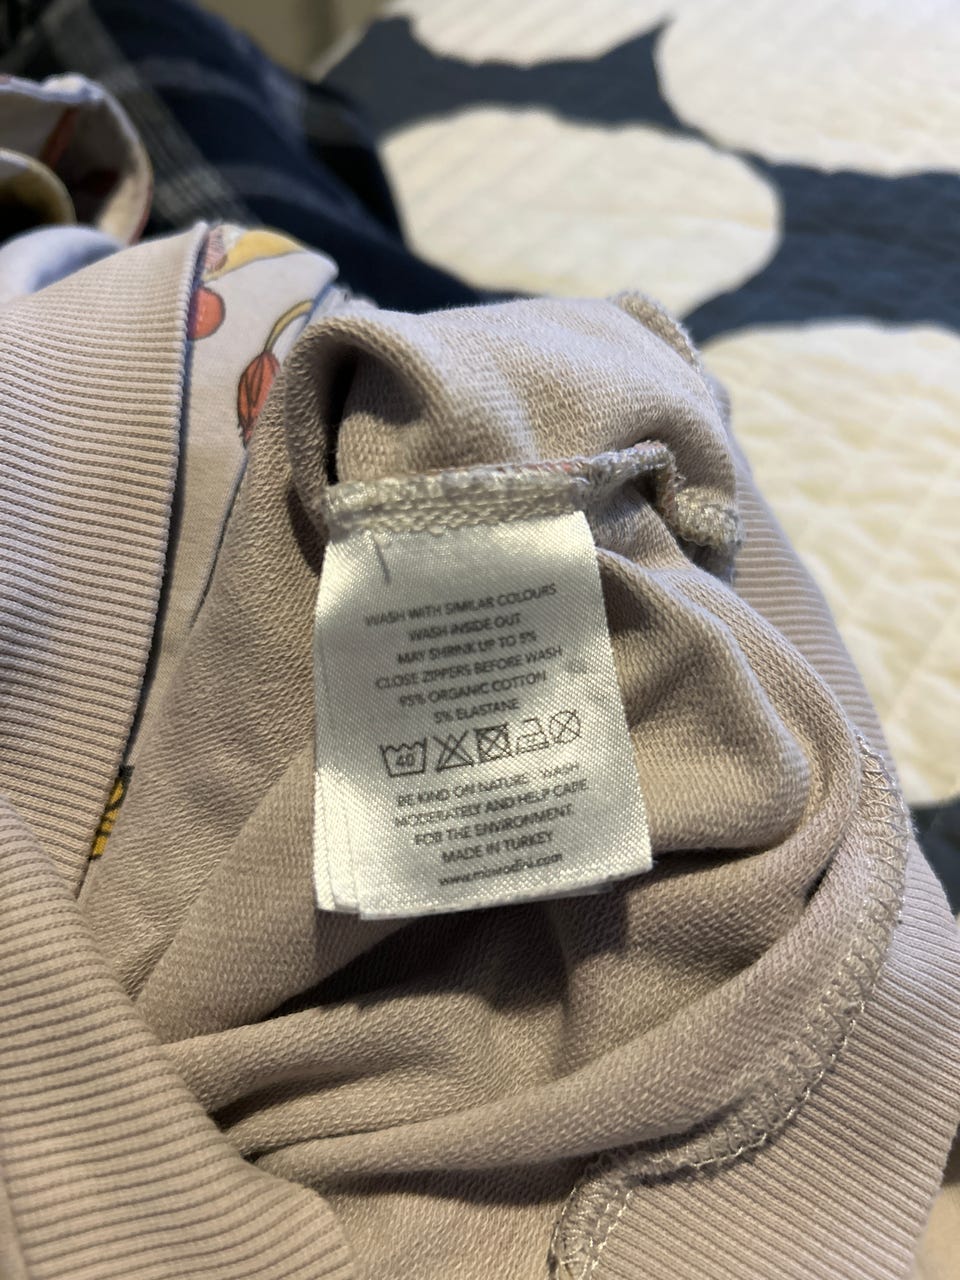 WASH WITH SIMILAR COLOURS
WASH INSIDE OUT
MAY SHRINK UP TO 5%
CLOSE ZIPPERS BEFORE WASH
95% ORGANIC COTTON
5% ELASTANE
40
BE KIND ON NATURE WASH
MODERATELY AND HELP CARE
FOR THE ENVIRONMENT.
MADE IN TURKEY